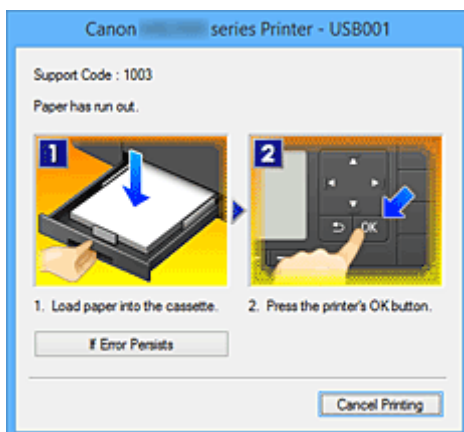 Canon series Printer - USB001
Support Code : 1003
Paper has run out.
1 2
OK
1. Load paper into the cassette. 2. Press the printer's OK button.
If Error Persists
Cancel Printing